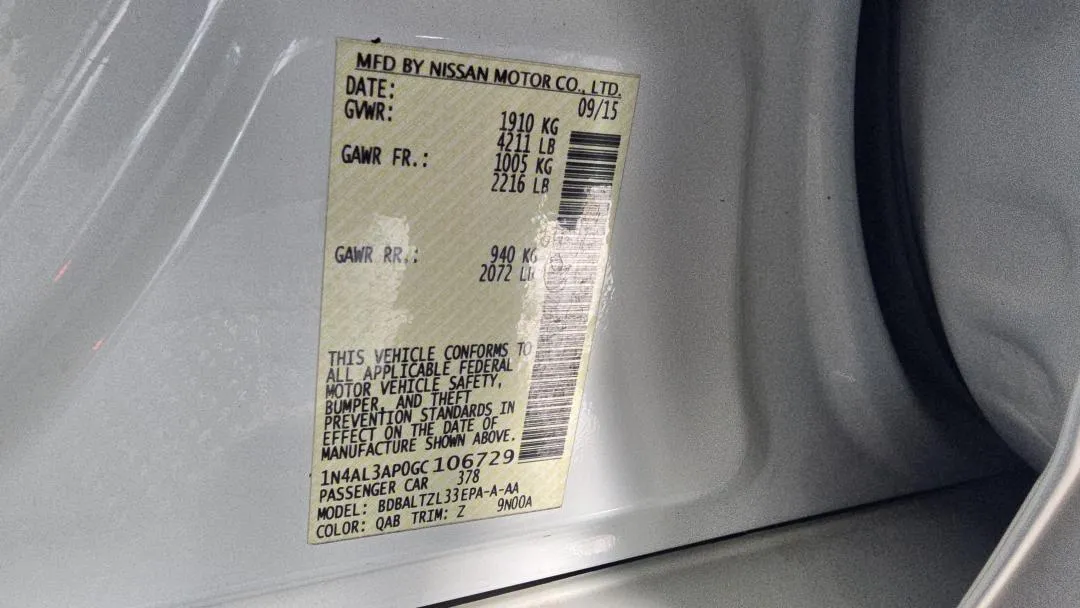 MFD BY NISSAN MOTOR CO., LTD.
DATE: 09/15
GVWR: 1910 KG
4211 LB
GAWR FR.: 1005 KG
2216 LB
GAWR RR.: 940 KG
2072 LB
THIS VEHICLE CONFORMS TO
ALL APPLICABLE FEDERAL
MOTOR VEHICLE SAFETY,
BUMPER, AND THEFT
PREVENTION STANDARDS IN
EFFECT ON THE DATE OF
MANUFACTURE SHOWN ABOVE.
1N4AL3AP0GC106729
PASSENGER CAR 378
MODEL: BDBALTZL33EPA-A-AA
COLOR: QAB TRIM: Z 9N00A